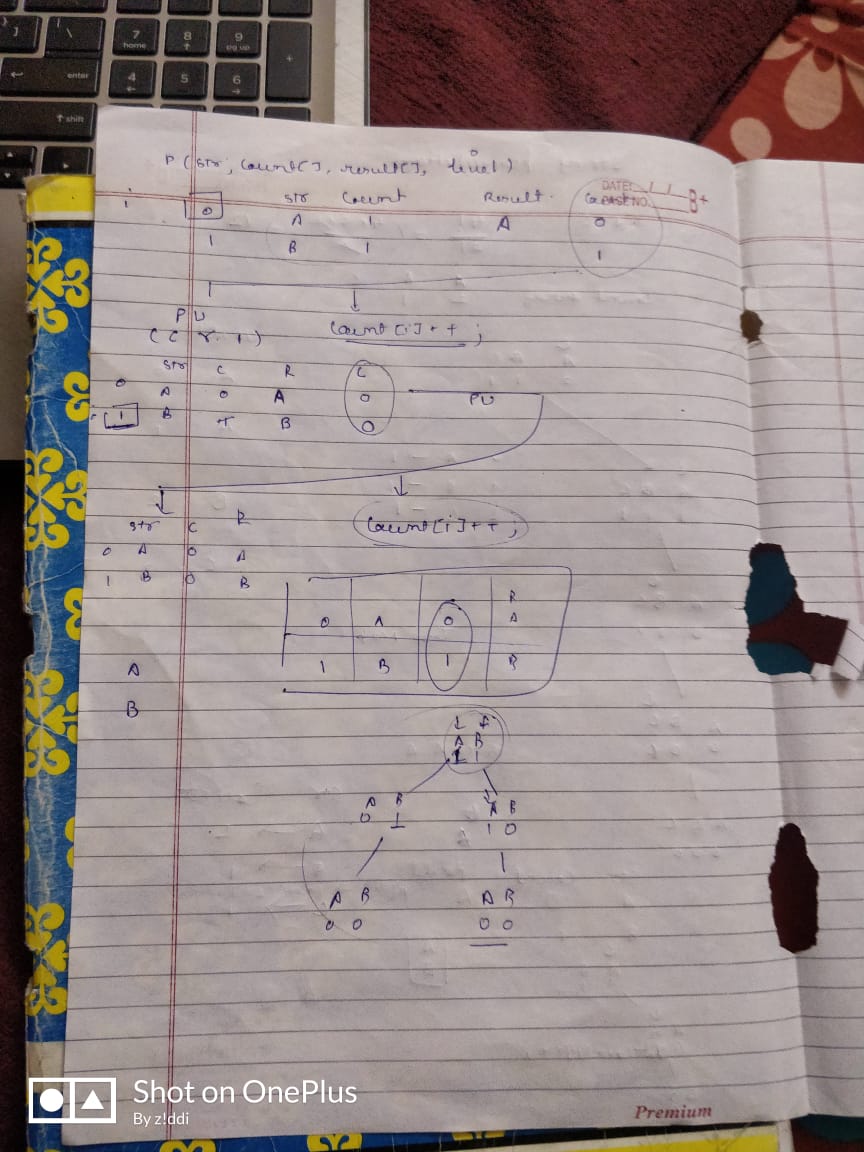 7 8 9
home ↑ pg up
+
enter 4 5 6
← →
↑ shift
P (str, Count[], result[], level)
DATE: / /
PAGE NO.
B+
i 0 str Count Result
A 1 A 0
1 B 1 1
Count [i]++ ;
Str C R C
0 A 0 A 0 PU
1 B B 0
Str C R Count[i]++ ;
0 A 0 A
1 B 0 B
R
0 A 0 A
1 B 1 B
A
B
A B
1 1
A B A B
0 1 1 0
A B A B
0 0 0 0
Shot on OnePlus
By z!ddi
Premium